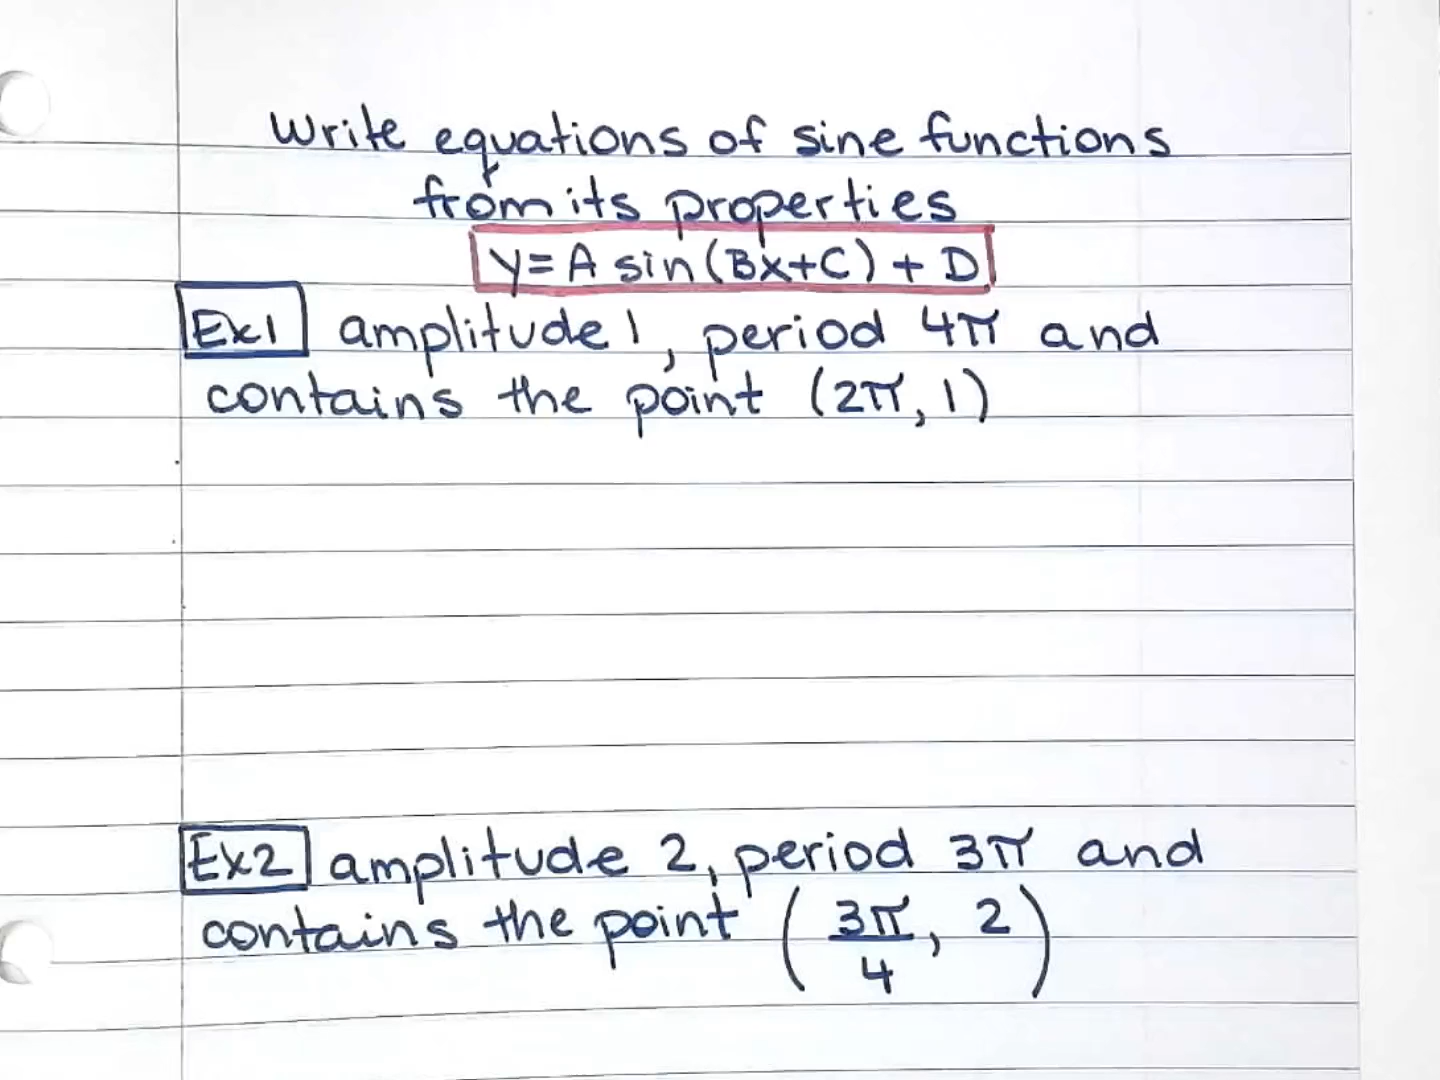 Write equations of sine functions
from its properties
y = A sin (Bx+C) + D
Ex1 amplitude 1, period 4π and
contains the point (2π, 1)
Ex2 amplitude 2, period 3π and
contains the point (3π/4, 2)